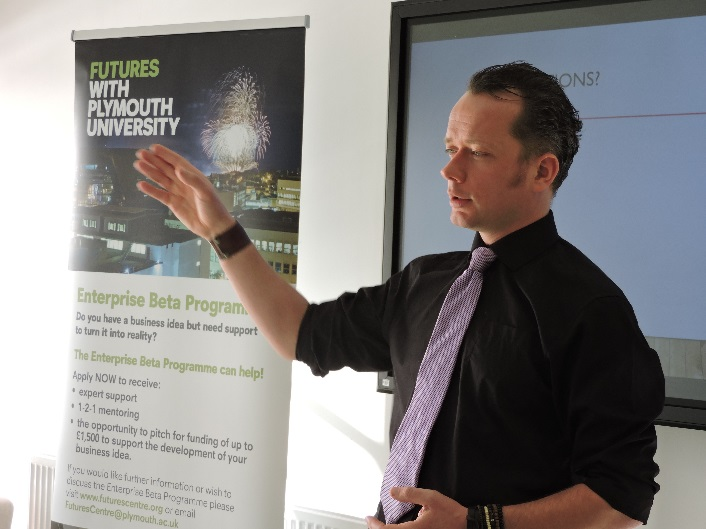 FUTURES
WITH
PLYMOUTH
UNIVERSITY
ONS?
Enterprise Beta Program
Do you have a business idea but need support
to turn it into reality?
The Enterprise Beta Programme can help!
Apply NOW to receive:
• expert support
• 1-2-1 mentoring
• the opportunity to pitch for funding of up to
£1,500 to support the development of your
business idea.
If you would like further information or wish to
discuss the Enterprise Beta Programme please
visit www.futurescentre.org or email
FuturesCentre@plymouth.ac.uk